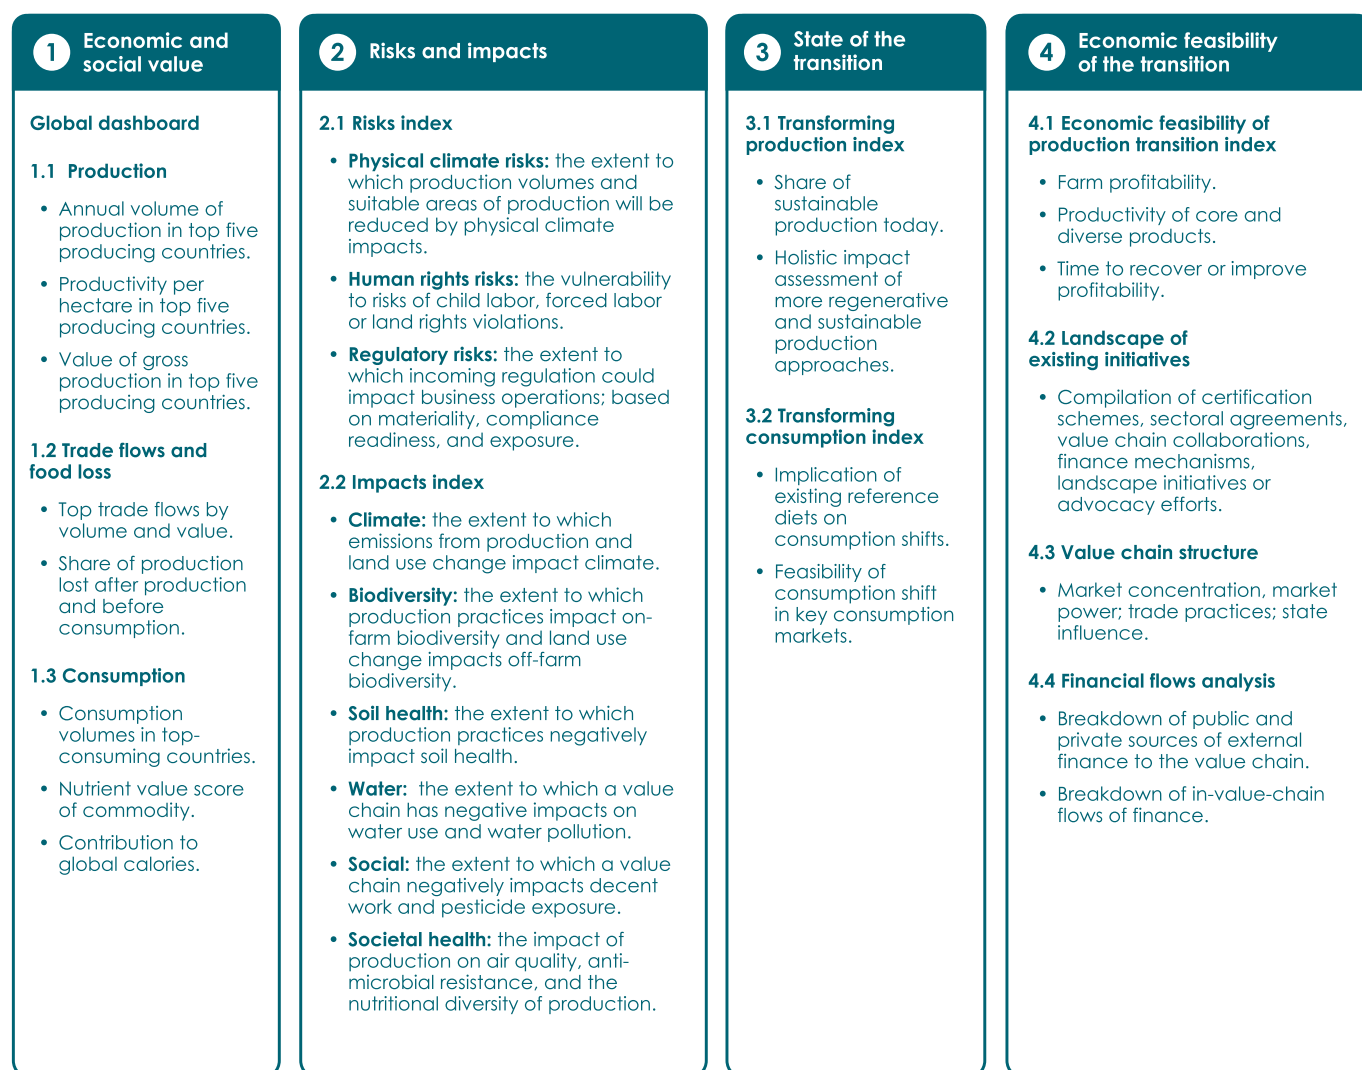 1
Economic and
social value
Global dashboard
1.1  Production
• Annual volume of
production in top five
producing countries.
• Productivity per
hectare in top five
producing countries.
• Value of gross
production in top five
producing countries.
1.2 Trade flows and
food loss
• Top trade flows by
volume and value.
• Share of production
lost after production
and before
consumption.
1.3 Consumption
• Consumption
volumes in top-
consuming countries.
• Nutrient value score
of commodity.
• Contribution to
global calories.
2
Risks and impacts
2.1 Risks index
• Physical climate risks: the extent to
which production volumes and
suitable areas of production will be
reduced by physical climate
impacts.
• Human rights risks: the vulnerability
to risks of child labor, forced labor
or land rights violations.
• Regulatory risks: the extent to
which incoming regulation could
impact business operations; based
on materiality, compliance
readiness, and exposure.
2.2 Impacts index
• Climate: the extent to which
emissions from production and
land use change impact climate.
• Biodiversity: the extent to which
production practices impact on-
farm biodiversity and land use
change impacts off-farm
biodiversity.
• Soil health: the extent to which
production practices negatively
impact soil health.
• Water:  the extent to which a value
chain has negative impacts on
water use and water pollution.
• Social: the extent to which a value
chain negatively impacts decent
work and pesticide exposure.
• Societal health: the impact of
production on air quality, anti-
microbial resistance, and the
nutritional diversity of production.
3
State of the
transition
3.1 Transforming
production index
• Share of
sustainable
production today.
• Holistic impact
assessment of
more regenerative
and sustainable
production
approaches.
3.2 Transforming
consumption index
• Implication of
existing reference
diets on
consumption shifts.
• Feasibility of
consumption shift
in key consumption
markets.
4
Economic feasibility
of the transition
4.1 Economic feasibility of
production transition index
• Farm profitability.
• Productivity of core and
diverse products.
• Time to recover or improve
profitability.
4.2 Landscape of
existing initiatives
• Compilation of certification
schemes, sectoral agreements,
value chain collaborations,
finance mechanisms,
landscape initiatives or
advocacy efforts.
4.3 Value chain structure
• Market concentration, market
power; trade practices; state
influence.
4.4 Financial flows analysis
• Breakdown of public and
private sources of external
finance to the value chain.
• Breakdown of in-value-chain
flows of finance.